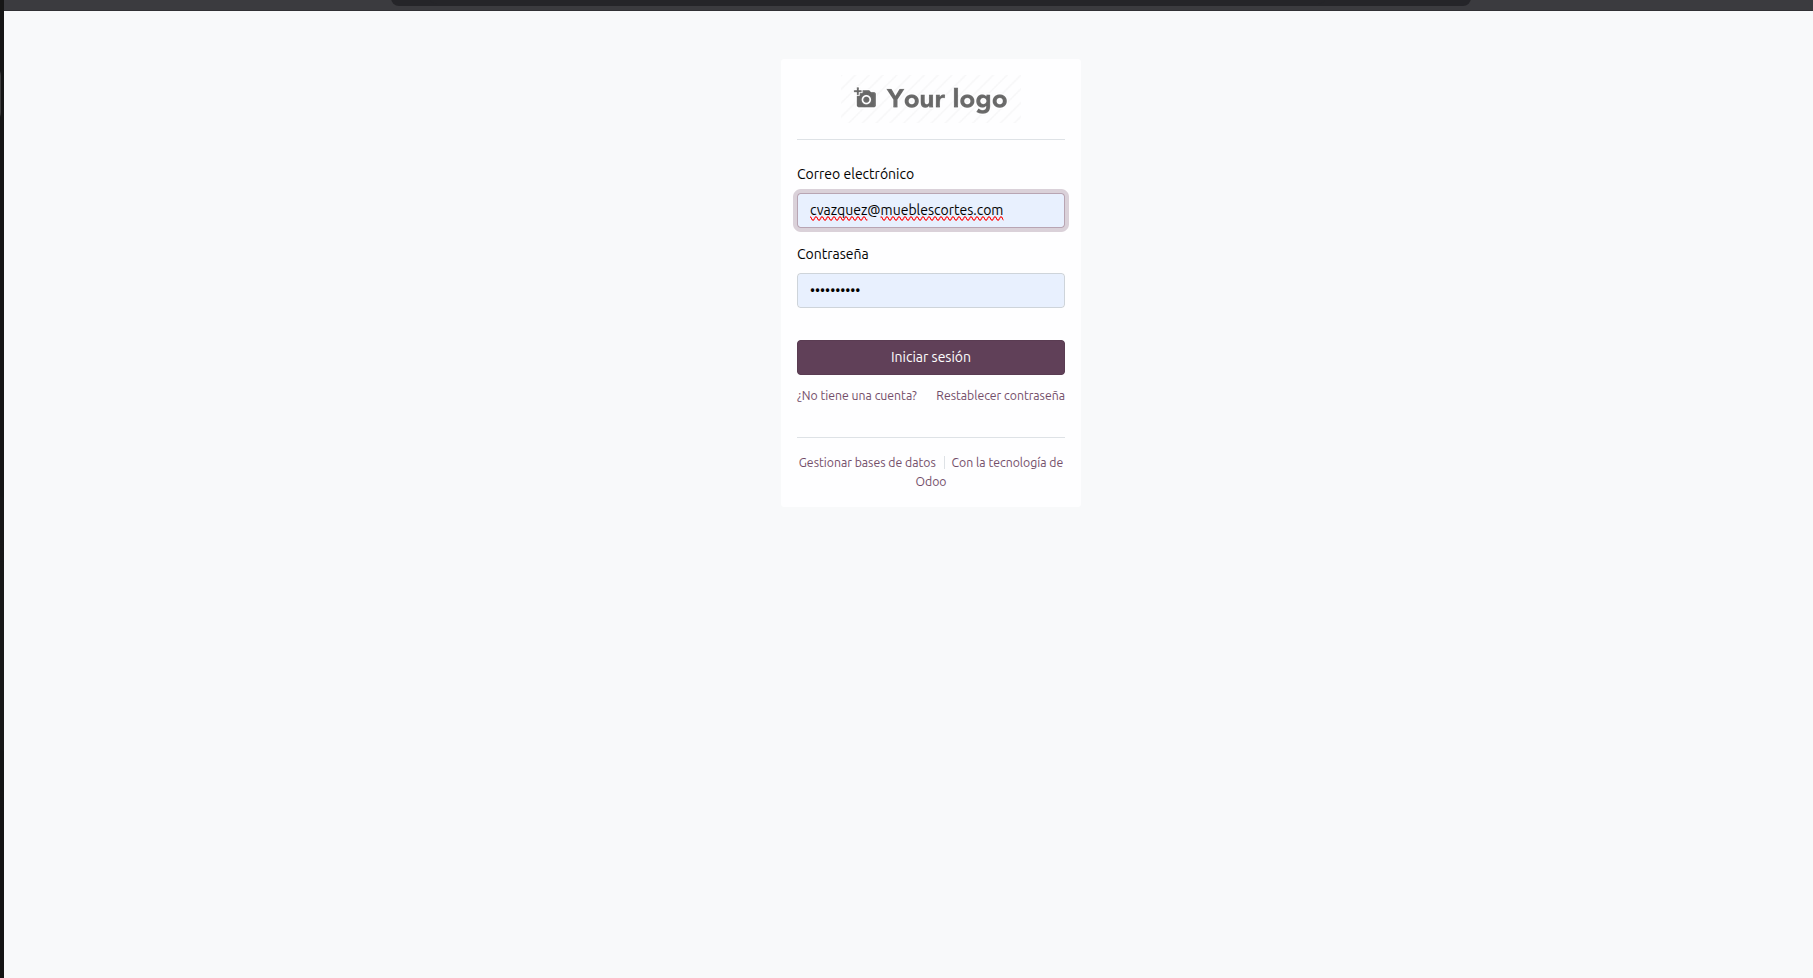 Your logo
Correo electrónico
cvazquez@mueblescortes.com
Contraseña
••••••••••
Iniciar sesión
¿No tiene una cuenta? Restablecer contraseña
Gestionar bases de datos | Con la tecnología de
Odoo